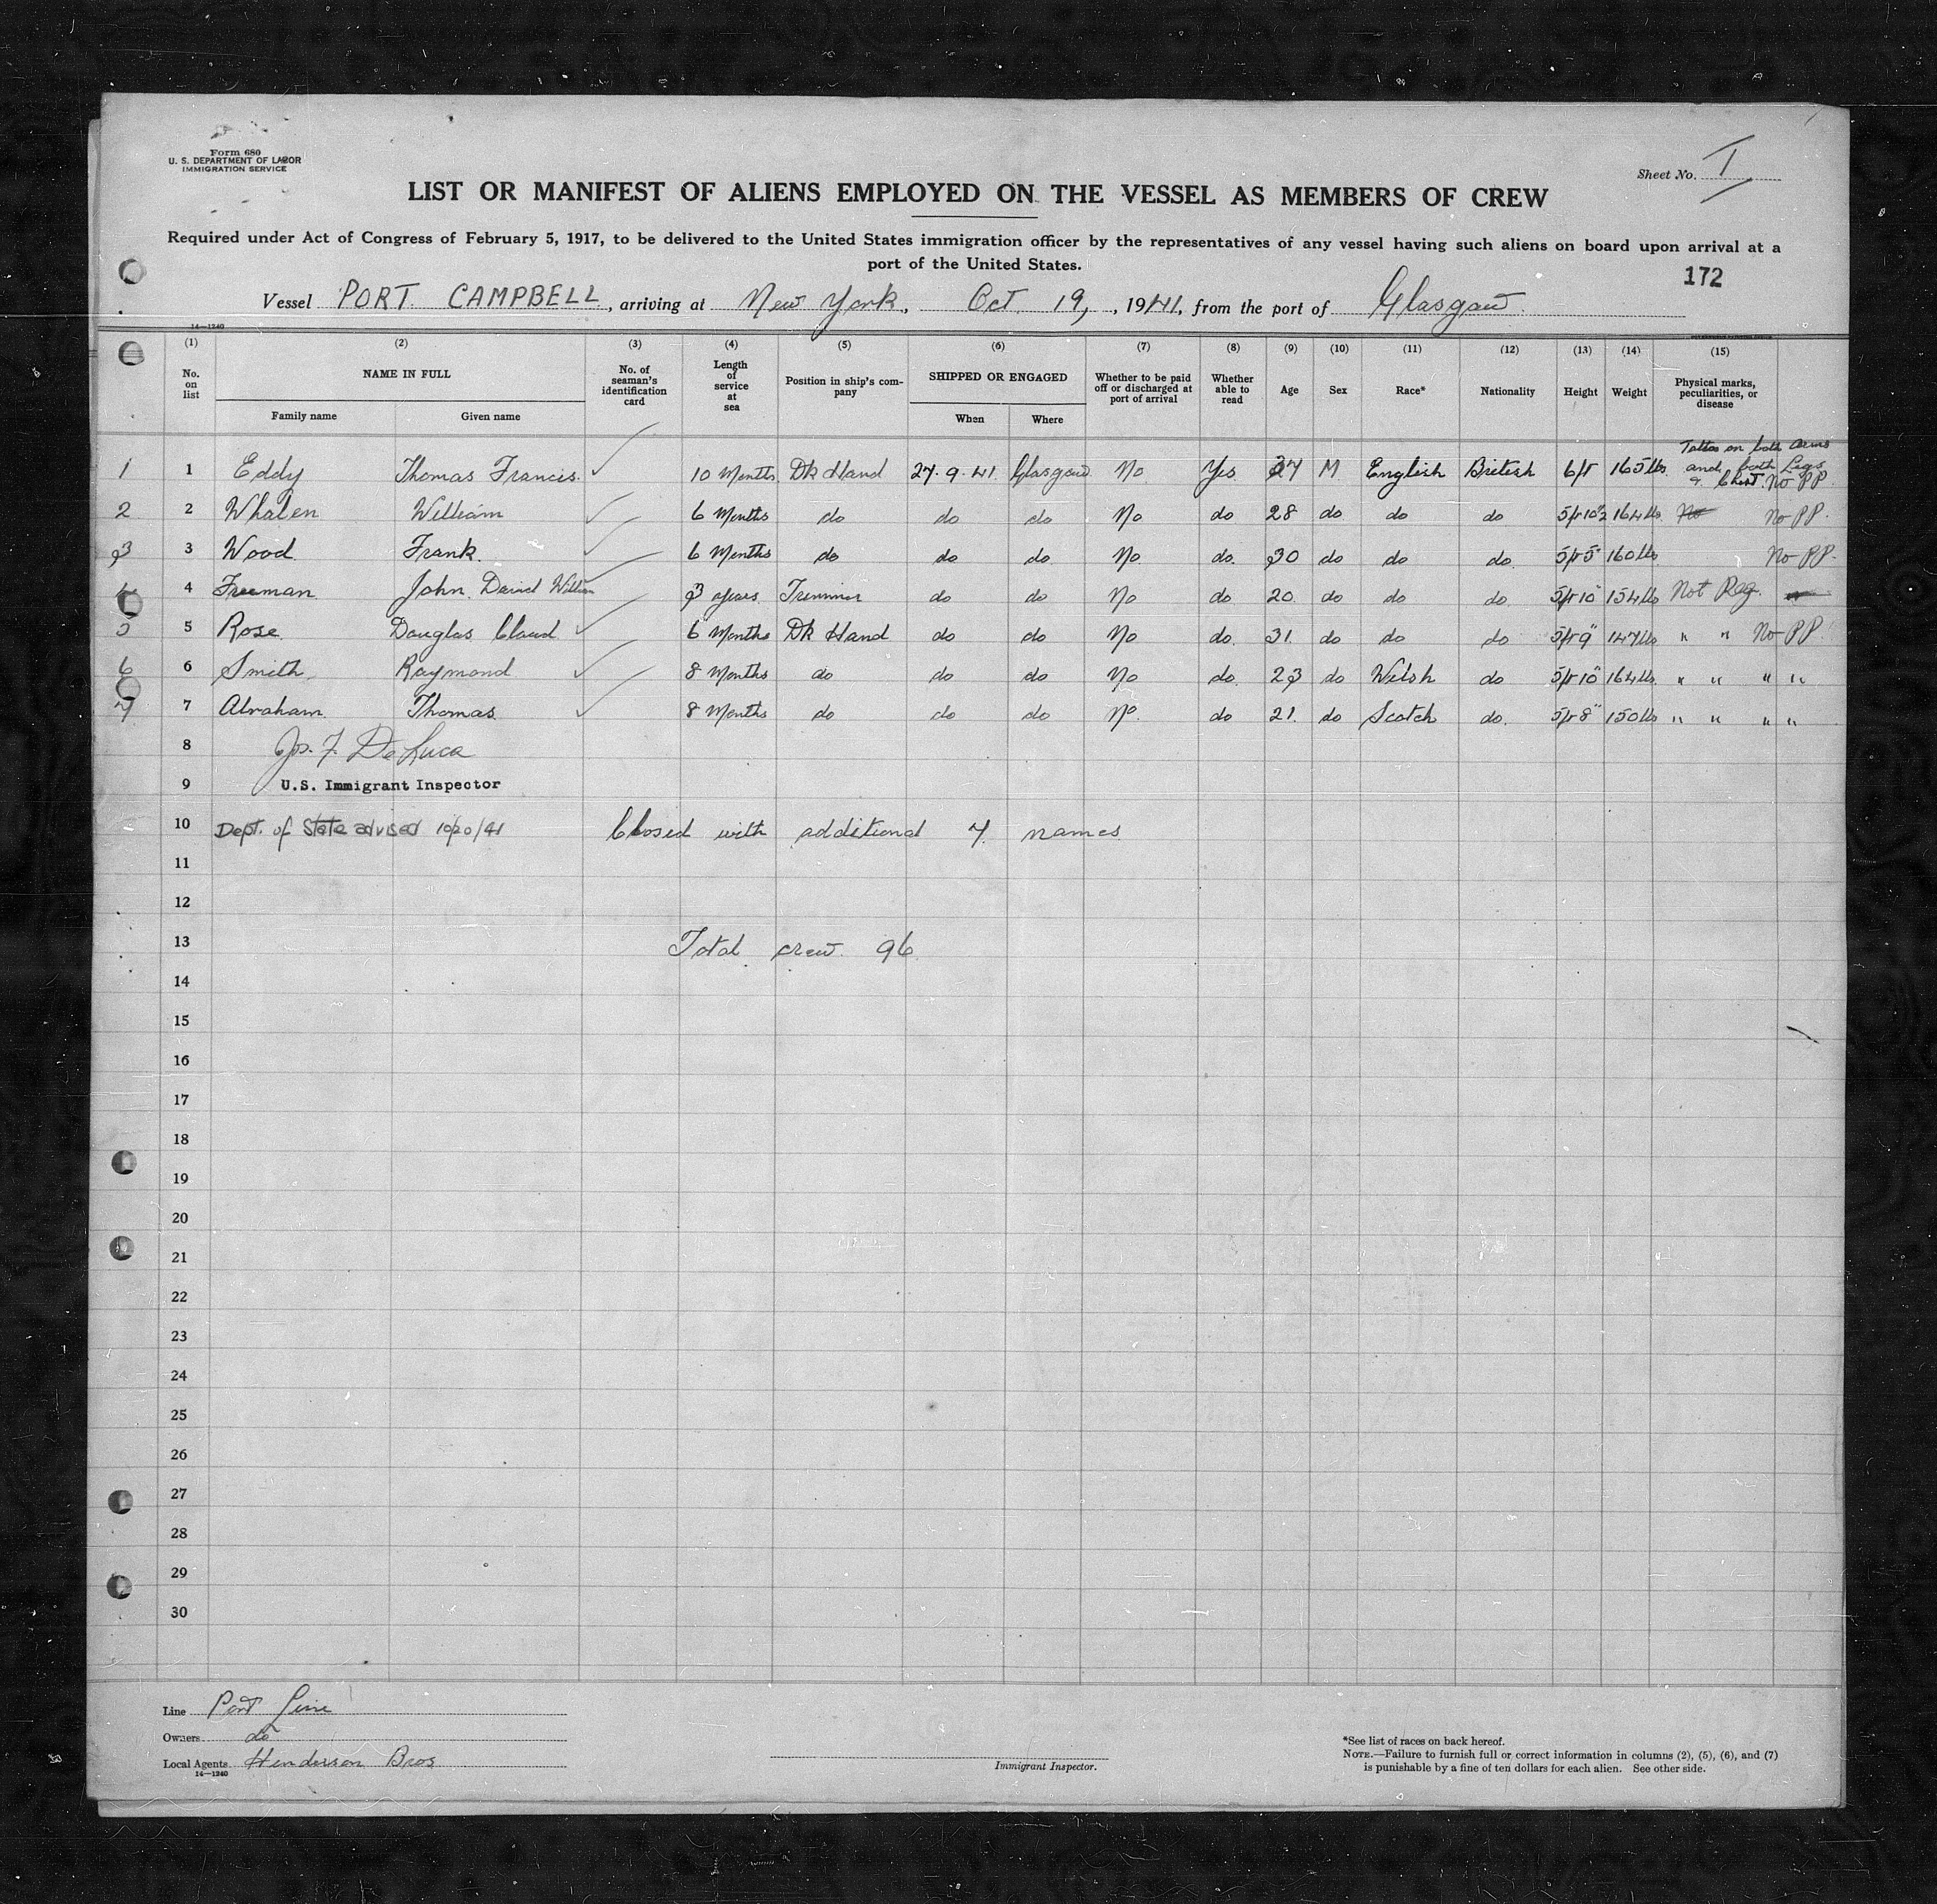 Form 680
U. S. DEPARTMENT OF LABOR
IMMIGRATION SERVICE
Sheet No. I
LIST OR MANIFEST OF ALIENS EMPLOYED ON THE VESSEL AS MEMBERS OF CREW
Required under Act of Congress of February 5, 1917, to be delivered to the United States immigration officer by the representatives of any vessel having such aliens on board upon arrival at a
port of the United States.
172
Vessel PORT CAMPBELL, arriving at New York, Oct. 19, 1941, from the port of Glasgow
14—1240
(1) (2) (3) (4) (5) (6) (7) (8) (9) (10) (11) (12) (13) (14) (15)
No. on list NAME IN FULL Family name Given name No. of seaman's identification card Length of service at sea Position in ship's com-pany SHIPPED OR ENGAGED When Where Whether to be paid off or discharged at port of arrival Whether able to read Age Sex Race* Nationality Height Weight Physical marks, peculiarities, or disease
Tattoo on both arms
1 1 Eddy Thomas Francis 10 Months Dk Hand 27.9.41 Glasgow No Yes 37 M English British 6ft 165lbs and both Legs
& Chest. No PP
2 2 Whalen William 6 Months do do do No do 28 do do do 5ft 10"½ 164lbs No No PP.
3 3 Wood Frank 6 Months do do do No do. 30 do do do. 5ft 5" 160lbs No PP.
4 4 Freeman John David William 3 years Trimmer do do No do. 20. do do do. 5ft 10" 154lbs Not Reg.
5 5 Rose Douglas Claud 6 Months Dk Hand do do No do. 31. do do do 5ft 9" 147lbs " " No PP.
6 6 Smith Raymond 8 Months do do do No do. 23 do Welsh do 5ft 10" 164lbs " " " "
7 7 Abraham Thomas 8 Months do do do No. do 21. do Scotch do. 5ft 8" 150lbs " " " "
8 Jos. F. De Luca
9 U.S. Immigrant Inspector
10 Dept. of State advised 10/20/41 Closed with additional 7 names
11
12
13 Total crew 96
14
15
16
17
18
19
20
21
22
23
24
25
26
27
28
29
30
Line Port Line
Owners do
Local Agents Henderson Bros
14—1240
Immigrant Inspector.
*See list of races on back hereof.
NOTE.—Failure to furnish full or correct information in columns (2), (5), (6), and (7)
is punishable by a fine of ten dollars for each alien. See other side.